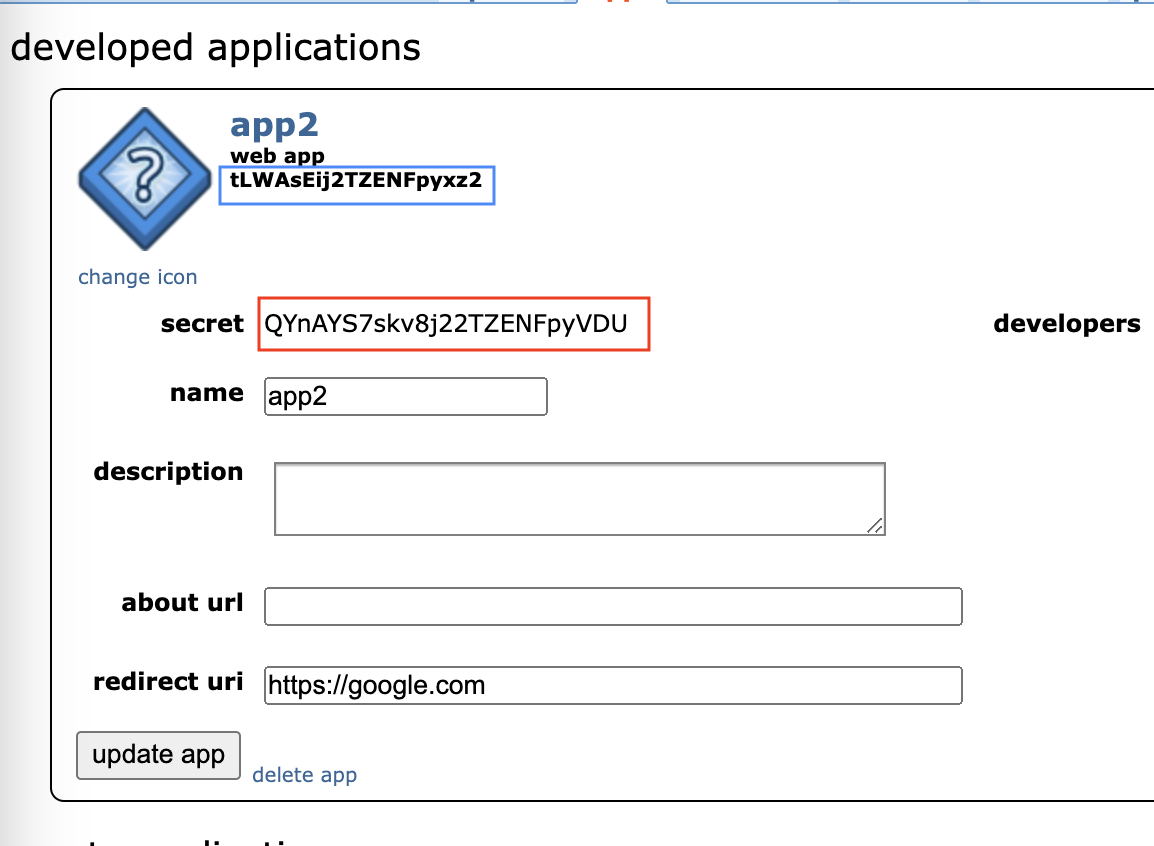 developed applications
app2
web app
tLWAsEij2TZENFpyxz2
change icon
secret QYnAYS7skv8j22TZENFpyVDU developers
name app2
description
about url
redirect uri https://google.com
update app delete app